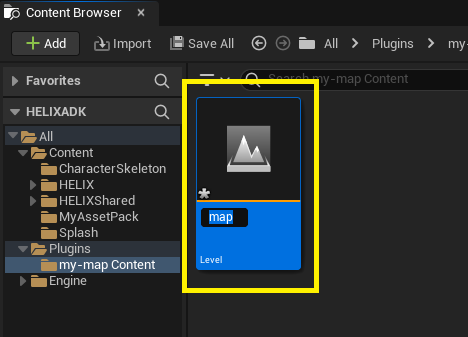 Content Browser
Add
Import
Save All
All
Plugins
my-
Favorites
Search my-map Content
HELIXADK
All
Content
CharacterSkeleton
HELIX
HELIXShared
MyAssetPack
Splash
Plugins
my-map Content
Engine
map
Level